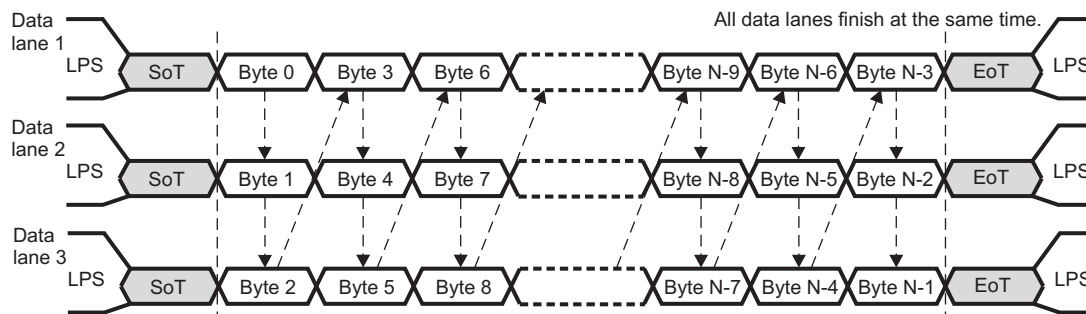 All data lanes finish at the same time.
Data
lane 1
LPS
SoT
Byte 0
Byte 3
Byte 6
Byte N-9
Byte N-6
Byte N-3
EoT
LPS
Data
lane 2
LPS
SoT
Byte 1
Byte 4
Byte 7
Byte N-8
Byte N-5
Byte N-2
EoT
LPS
Data
lane 3
LPS
SoT
Byte 2
Byte 5
Byte 8
Byte N-7
Byte N-4
Byte N-1
EoT
LPS